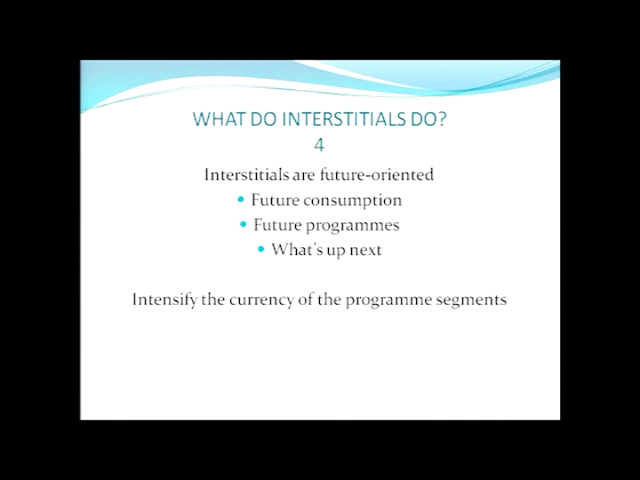 WHAT DO INTERSTITIALS DO?
4
Interstitials are future-oriented
• Future consumption
• Future programmes
• What's up next
Intensify the currency of the programme segments